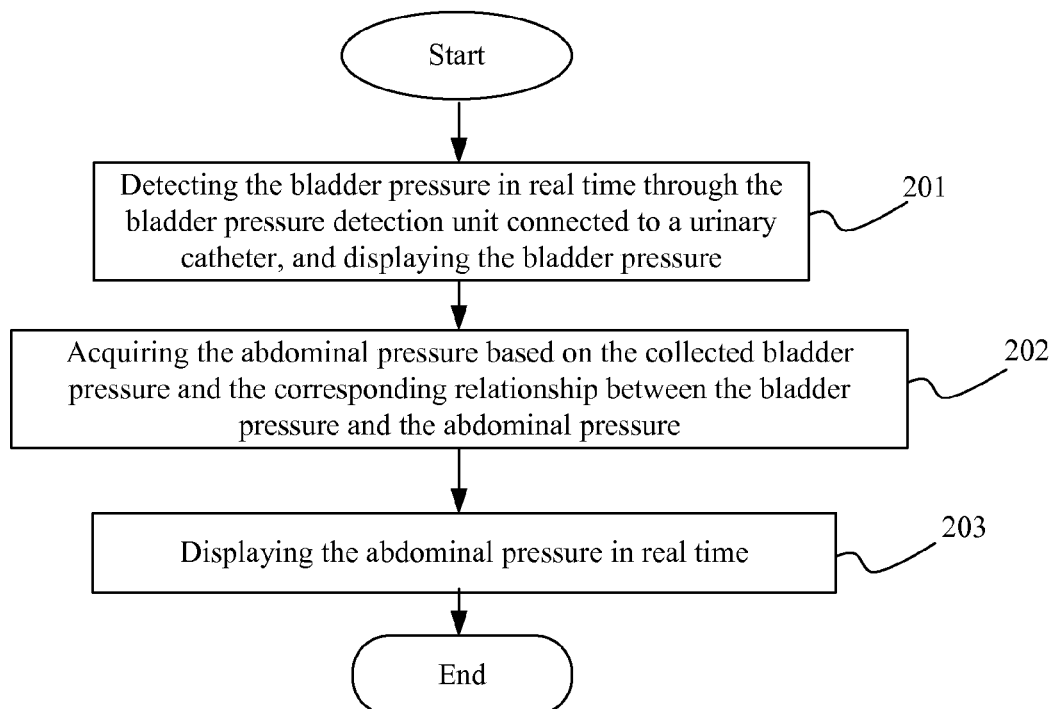 Start
Detecting the bladder pressure in real time through the
bladder pressure detection unit connected to a urinary
catheter, and displaying the bladder pressure
201
Acquiring the abdominal pressure based on the collected bladder
pressure and the corresponding relationship between the bladder
pressure and the abdominal pressure
202
Displaying the abdominal pressure in real time
203
End